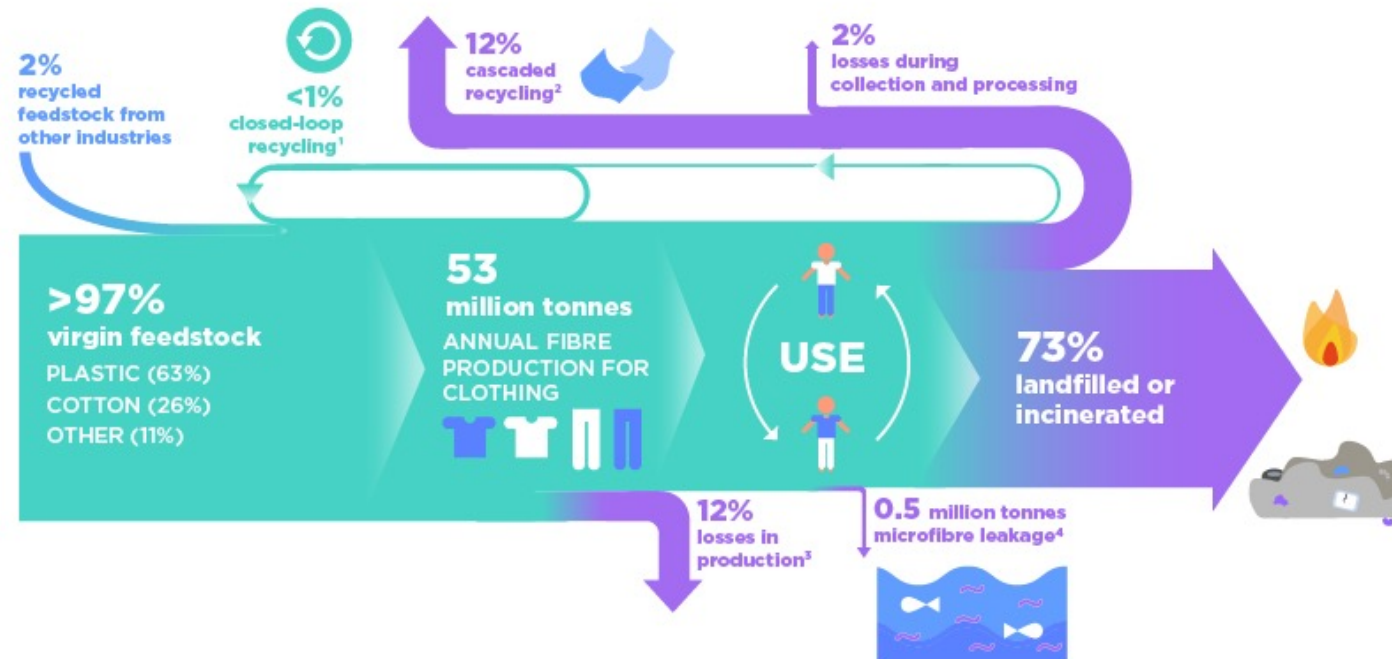 2%
recycled
feedstock from
other industries
<1%
closed-loop
recycling¹
12%
cascaded
recycling²
2%
losses during
collection and processing
>97%
virgin feedstock
PLASTIC (63%)
COTTON (26%)
OTHER (11%)
53
million tonnes
ANNUAL FIBRE
PRODUCTION FOR
CLOTHING
USE
73%
landfilled or
incinerated
12%
losses in
production³
0.5 million tonnes
microfibre leakage⁴